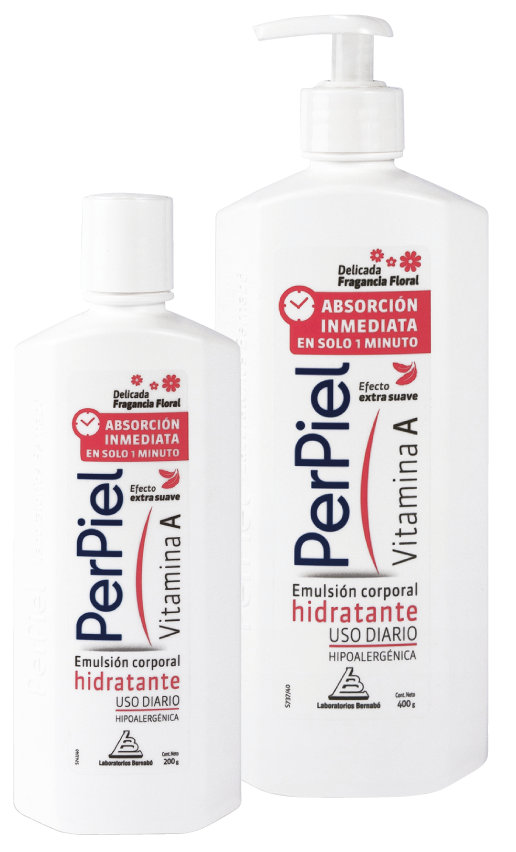 Delicada
Fragancia Floral
ABSORCIÓN
INMEDIATA
EN SOLO 1 MINUTO
Efecto
extra suave
PerPiel
Vitamina A
Emulsión corporal
hidratante
USO DIARIO
HIPOALERGÉNICA
Laboratorios Bernabó
Cont. Neto
200 g
Delicada
Fragancia Floral
ABSORCIÓN
INMEDIATA
EN SOLO 1 MINUTO
Efecto
extra suave
PerPiel
Vitamina A
Emulsión corporal
hidratante
USO DIARIO
HIPOALERGÉNICA
5737/40
Laboratorios Bernabó
Cont. Neto
400 g